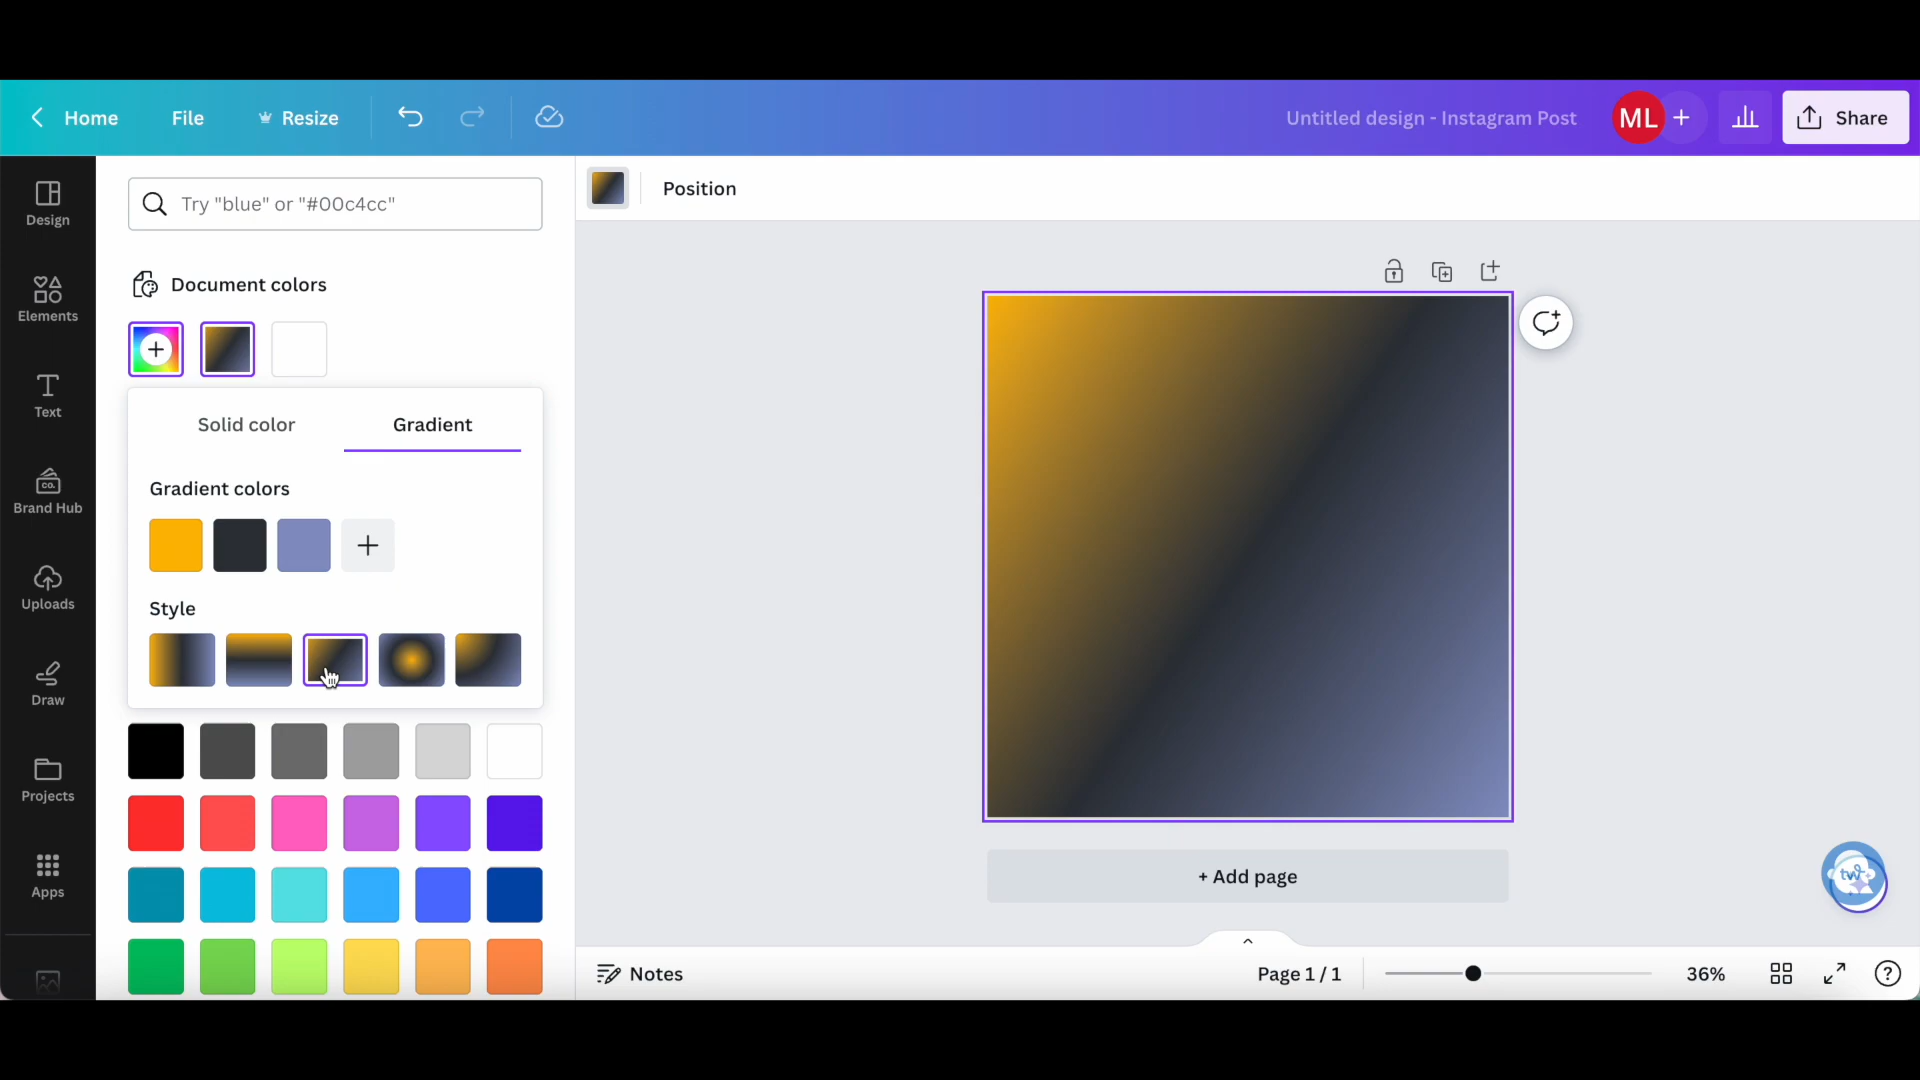 Home File Resize Untitled design - Instagram Post ML + Share
Design
Elements
Text
CO.
Brand Hub
Uploads
Draw
Projects
Apps
Try "blue" or "#00c4cc"
Document colors
Solid color Gradient
Gradient colors
Style
Position
+ Add page
tw
Notes Page 1 / 1 36% ?